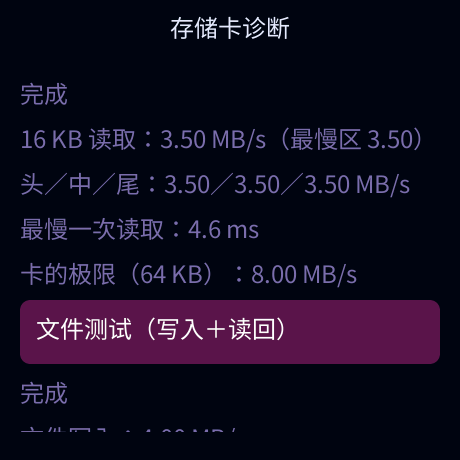 存储卡诊断
完成
16 KB 读取：3.50 MB/s（最慢区 3.50）
头／中／尾：3.50／3.50／3.50 MB/s
最慢一次读取：4.6 ms
卡的极限（64 KB）：8.00 MB/s
文件测试（写入＋读回）
完成